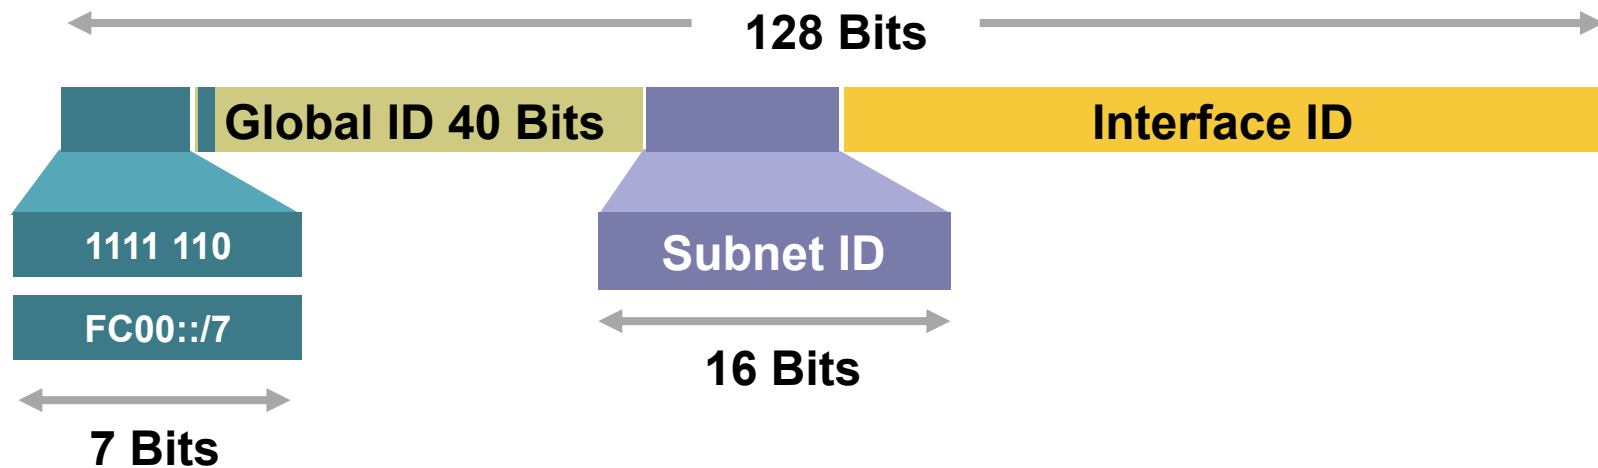 128 Bits
Global ID 40 Bits
Interface ID
1111 110
Subnet ID
FC00::/7
16 Bits
7 Bits